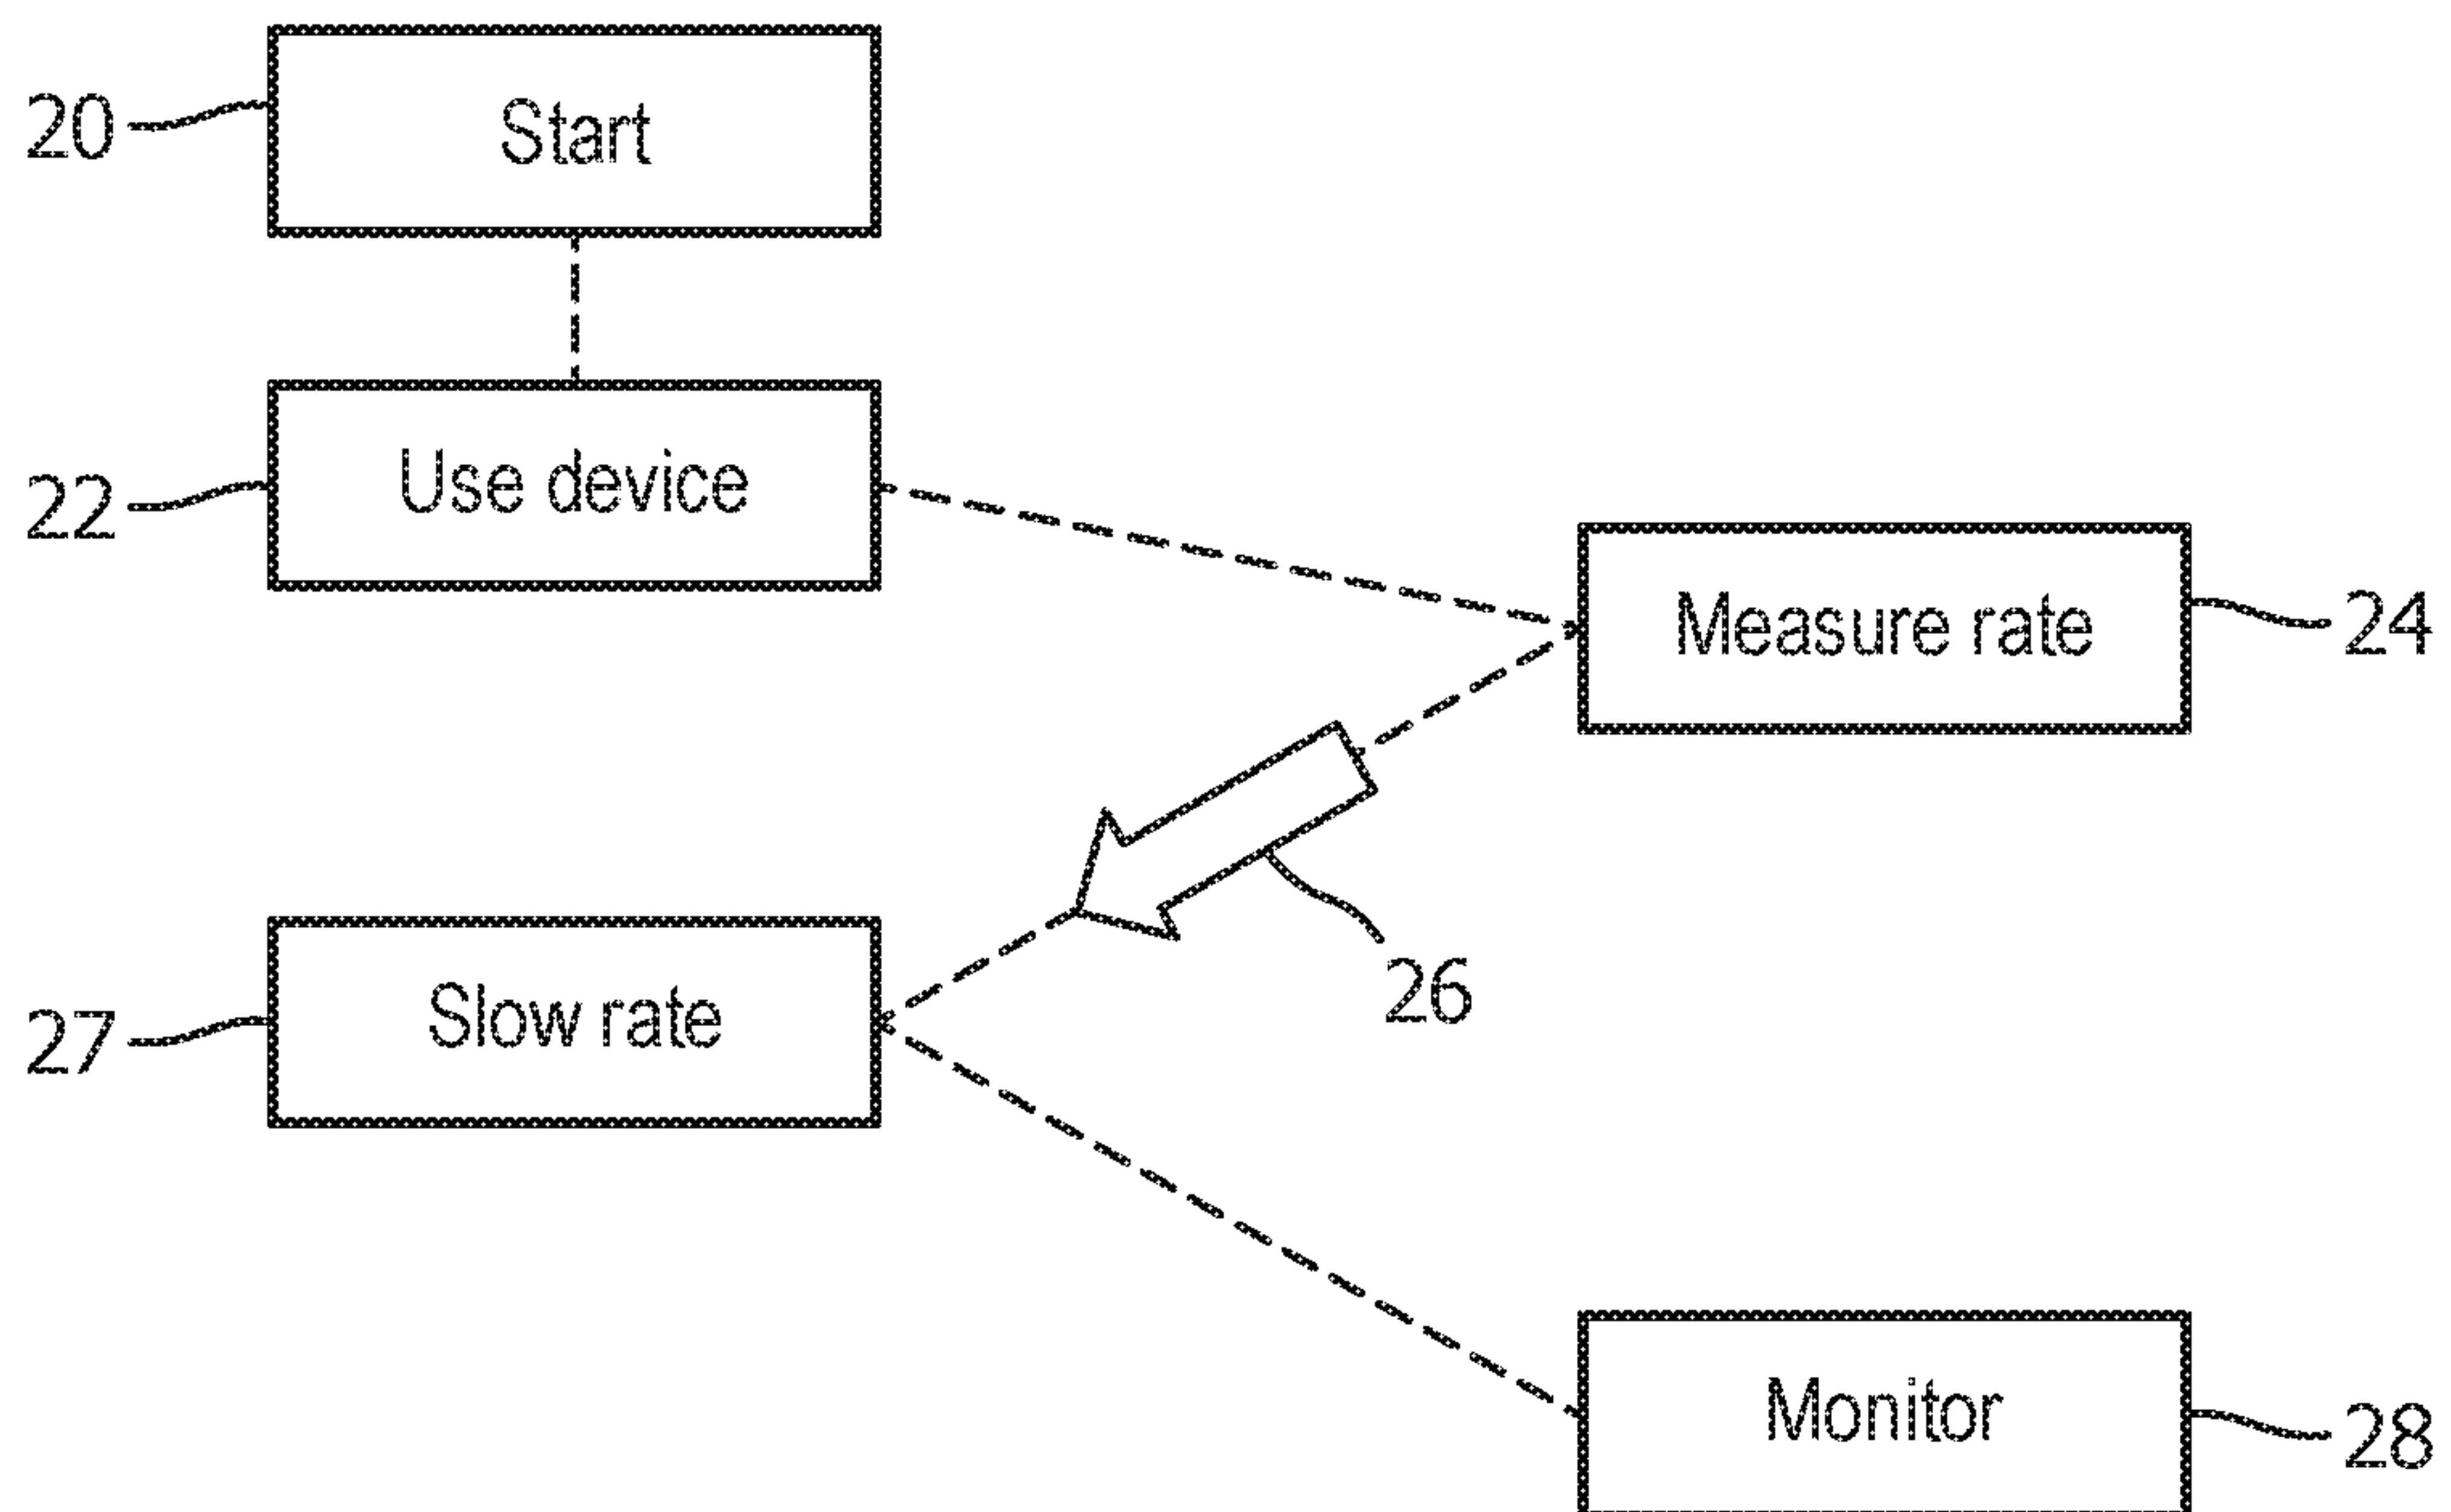 20
Start
22
Use device
Measure rate
24
26
27
Slow rate
Monitor
28